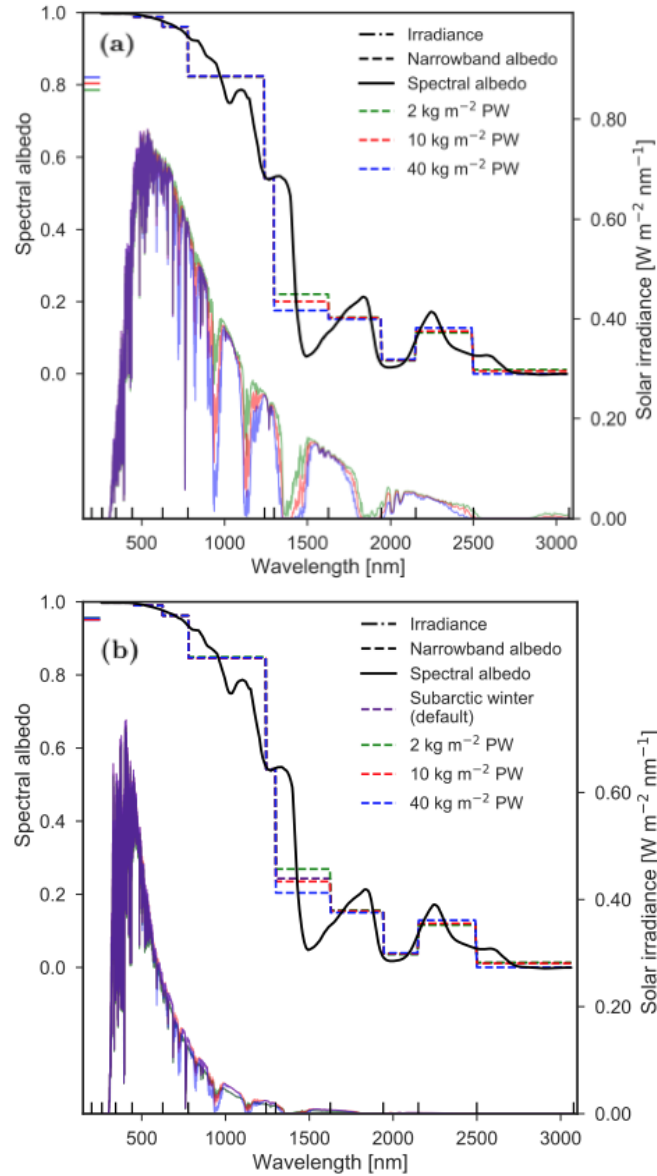 (a)
Irradiance
Narrowband albedo
Spectral albedo
2 kg m⁻² PW
10 kg m⁻² PW
40 kg m⁻² PW
1.0
0.8
0.6
0.4
0.2
0.0
Spectral albedo
0.80
0.60
0.40
0.20
0.00
Solar irradiance [W m⁻² nm⁻¹]
500 1000 1500 2000 2500 3000
Wavelength [nm]
(b)
Irradiance
Narrowband albedo
Spectral albedo
Subarctic winter
(default)
2 kg m⁻² PW
10 kg m⁻² PW
40 kg m⁻² PW
1.0
0.8
0.6
0.4
0.2
0.0
Spectral albedo
0.60
0.40
0.20
0.00
Solar irradiance [W m⁻² nm⁻¹]
500 1000 1500 2000 2500 3000
Wavelength [nm]